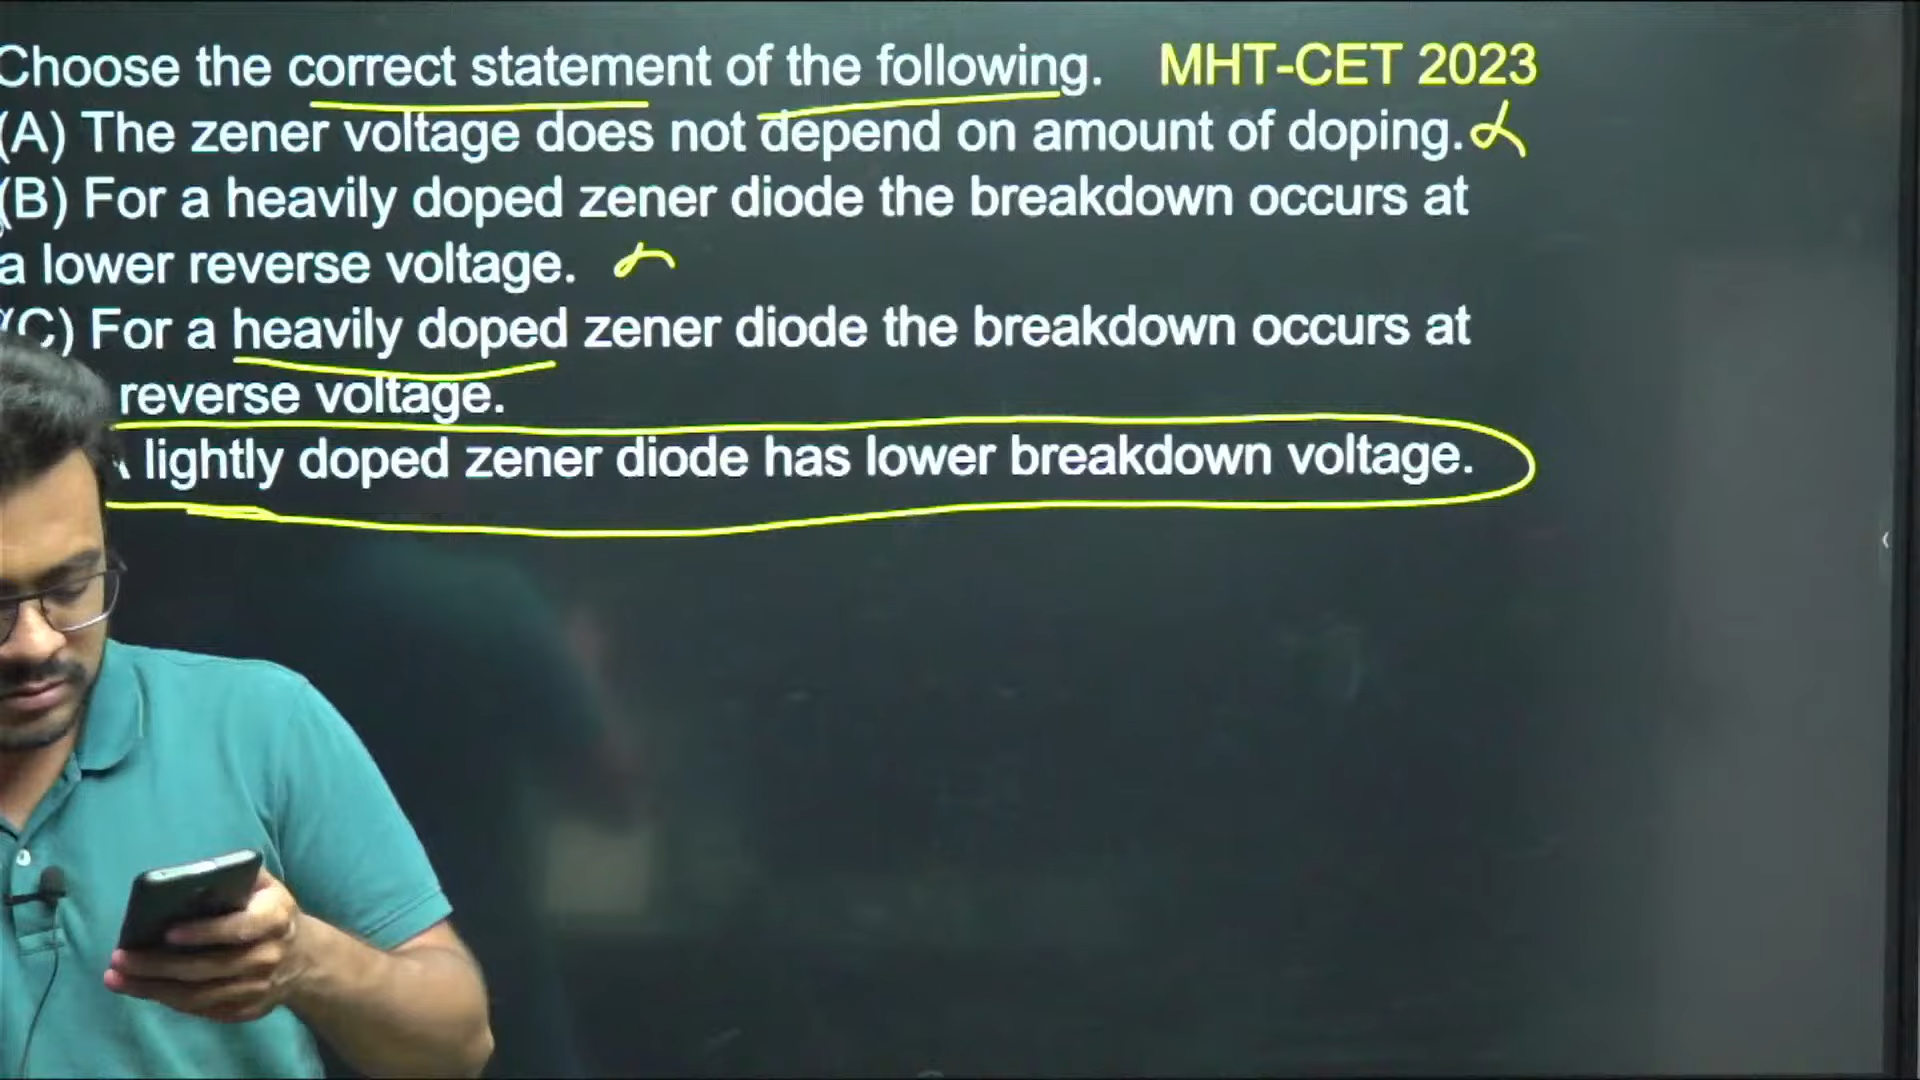 Choose the correct statement of the following. MHT-CET 2023
(A) The zener voltage does not depend on amount of doping.
(B) For a heavily doped zener diode the breakdown occurs at
a lower reverse voltage.
(C) For a heavily doped zener diode the breakdown occurs at
reverse voltage.
lightly doped zener diode has lower breakdown voltage.